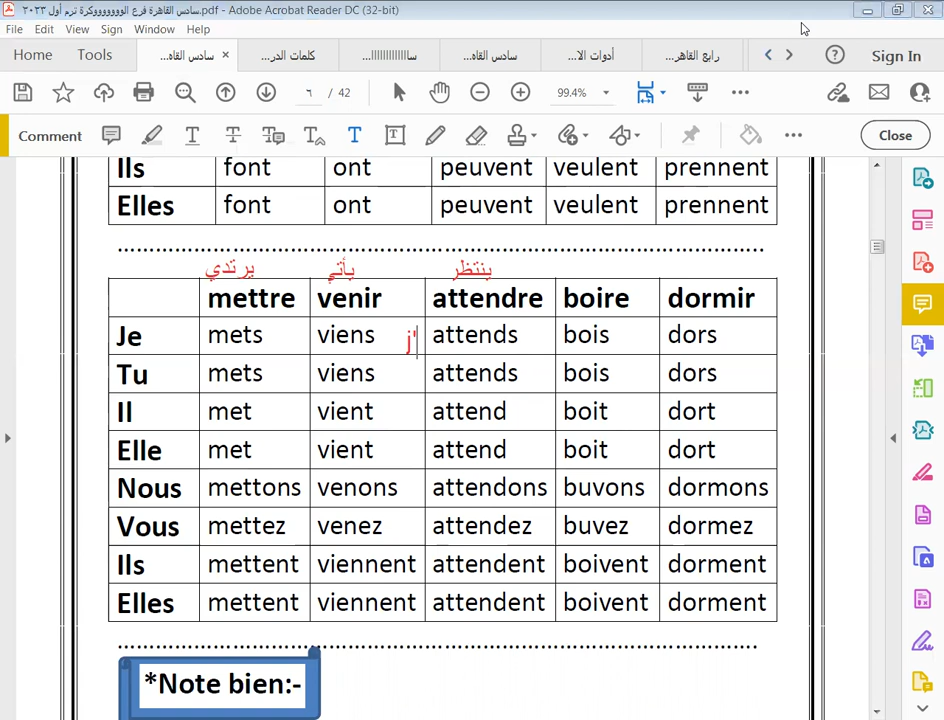 سادس القاهرة فرع الوووووووكرة ترم أول ٢٠٢٣.pdf - Adobe Acrobat Reader DC (32-bit)
File Edit View Sign Window Help
Home Tools سادس القاه... × كلمات الدر... ساااااااااااا... سادس القاه... أدوات الا... رابع القاهر... Sign In
٦ / 42 99.4%
Comment Close
Ils font ont peuvent veulent prennent
Elles font ont peuvent veulent prennent
يرتدي يأتي ينتظر
mettre venir attendre boire dormir
Je mets viens j' attends bois dors
Tu mets viens attends bois dors
Il met vient attend boit dort
Elle met vient attend boit dort
Nous mettons venons attendons buvons dormons
Vous mettez venez attendez buvez dormez
Ils mettent viennent attendent boivent dorment
Elles mettent viennent attendent boivent dorment
*Note bien:-